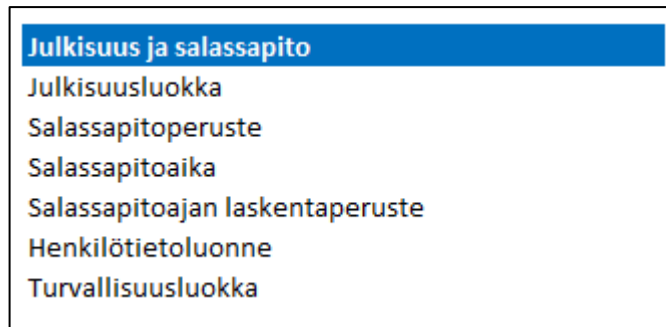 Julkisuus ja salassapito
Julkisuusluokka
Salassapitoperuste
Salassapitoaika
Salassapitoajan laskentaperuste
Henkilötietoluonne
Turvallisuusluokka